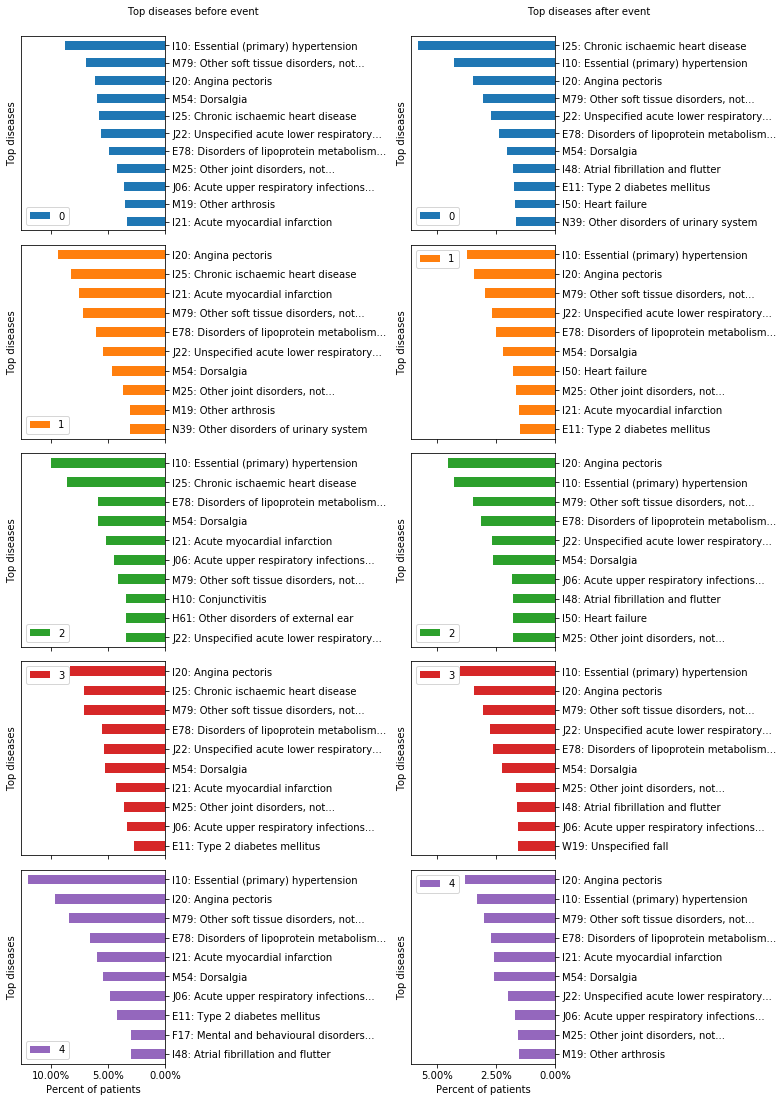 Top diseases before event
Top diseases after event
Top diseases
I10: Essential (primary) hypertension
M79: Other soft tissue disorders, not...
I20: Angina pectoris
M54: Dorsalgia
I25: Chronic ischaemic heart disease
J22: Unspecified acute lower respiratory...
E78: Disorders of lipoprotein metabolism...
M25: Other joint disorders, not...
J06: Acute upper respiratory infections...
M19: Other arthrosis
I21: Acute myocardial infarction
0
Top diseases
I25: Chronic ischaemic heart disease
I10: Essential (primary) hypertension
I20: Angina pectoris
M79: Other soft tissue disorders, not...
J22: Unspecified acute lower respiratory...
E78: Disorders of lipoprotein metabolism...
M54: Dorsalgia
I48: Atrial fibrillation and flutter
E11: Type 2 diabetes mellitus
I50: Heart failure
N39: Other disorders of urinary system
0
Top diseases
I20: Angina pectoris
I25: Chronic ischaemic heart disease
I21: Acute myocardial infarction
M79: Other soft tissue disorders, not...
E78: Disorders of lipoprotein metabolism...
J22: Unspecified acute lower respiratory...
M54: Dorsalgia
M25: Other joint disorders, not...
M19: Other arthrosis
N39: Other disorders of urinary system
1
Top diseases
1
I10: Essential (primary) hypertension
I20: Angina pectoris
M79: Other soft tissue disorders, not...
J22: Unspecified acute lower respiratory...
E78: Disorders of lipoprotein metabolism...
M54: Dorsalgia
I50: Heart failure
M25: Other joint disorders, not...
I21: Acute myocardial infarction
E11: Type 2 diabetes mellitus
Top diseases
I10: Essential (primary) hypertension
I25: Chronic ischaemic heart disease
E78: Disorders of lipoprotein metabolism...
M54: Dorsalgia
I21: Acute myocardial infarction
J06: Acute upper respiratory infections...
M79: Other soft tissue disorders, not...
H10: Conjunctivitis
H61: Other disorders of external ear
J22: Unspecified acute lower respiratory...
2
Top diseases
I20: Angina pectoris
I10: Essential (primary) hypertension
M79: Other soft tissue disorders, not...
E78: Disorders of lipoprotein metabolism...
J22: Unspecified acute lower respiratory...
M54: Dorsalgia
J06: Acute upper respiratory infections...
I48: Atrial fibrillation and flutter
I50: Heart failure
M25: Other joint disorders, not...
2
Top diseases
3
I20: Angina pectoris
I25: Chronic ischaemic heart disease
M79: Other soft tissue disorders, not...
E78: Disorders of lipoprotein metabolism...
J22: Unspecified acute lower respiratory...
M54: Dorsalgia
I21: Acute myocardial infarction
M25: Other joint disorders, not...
J06: Acute upper respiratory infections...
E11: Type 2 diabetes mellitus
Top diseases
3
I10: Essential (primary) hypertension
I20: Angina pectoris
M79: Other soft tissue disorders, not...
J22: Unspecified acute lower respiratory...
E78: Disorders of lipoprotein metabolism...
M54: Dorsalgia
M25: Other joint disorders, not...
I48: Atrial fibrillation and flutter
J06: Acute upper respiratory infections...
W19: Unspecified fall
Top diseases
I10: Essential (primary) hypertension
I20: Angina pectoris
M79: Other soft tissue disorders, not...
E78: Disorders of lipoprotein metabolism...
I21: Acute myocardial infarction
M54: Dorsalgia
J06: Acute upper respiratory infections...
E11: Type 2 diabetes mellitus
F17: Mental and behavioural disorders...
I48: Atrial fibrillation and flutter
4
10.00% 5.00% 0.00%
Percent of patients
Top diseases
4
I20: Angina pectoris
I10: Essential (primary) hypertension
M79: Other soft tissue disorders, not...
E78: Disorders of lipoprotein metabolism...
I21: Acute myocardial infarction
M54: Dorsalgia
J22: Unspecified acute lower respiratory...
J06: Acute upper respiratory infections...
M25: Other joint disorders, not...
M19: Other arthrosis
5.00% 2.50% 0.00%
Percent of patients